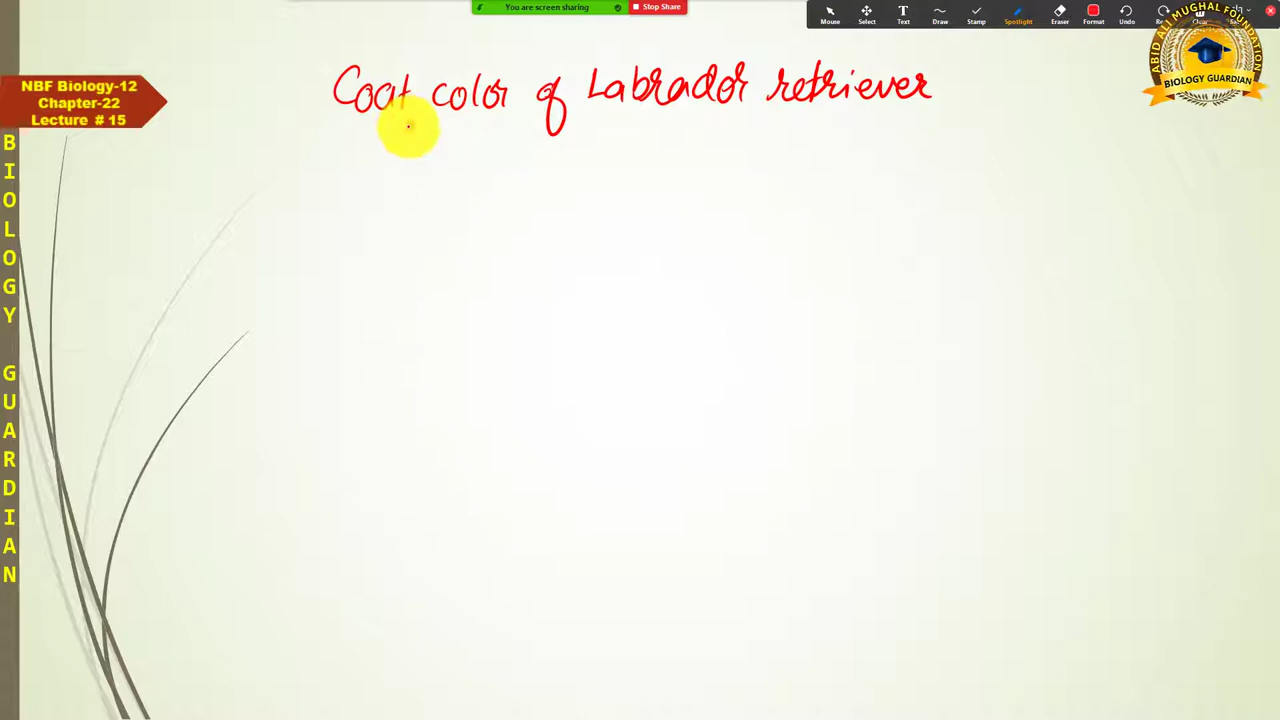 You are screen sharing
Stop Share
Mouse
Select
Text
Draw
Stamp
Spotlight
Eraser
Format
Undo
ABID ALI MUGHAL FOUNDATION
BIOLOGY GUARDIAN
NBF Biology-12
Chapter-22
Lecture # 15
Coat color of Labrador retriever
BIOLOGY
GUARDIAN